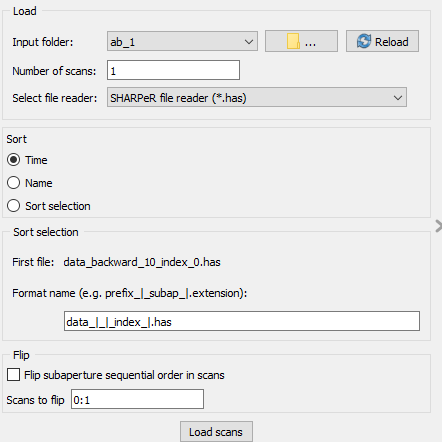 Load
Input folder: ab_1 ... Reload
Number of scans: 1
Select file reader: SHARPeR file reader (*.has)
Sort
Time
Name
Sort selection
Sort selection
First file: data_backward_10_index_0.has
Format name (e.g. prefix_|_subap_|.extension):
data_|_|_index_|.has
Flip
Flip subaperture sequential order in scans
Scans to flip 0:1
Load scans